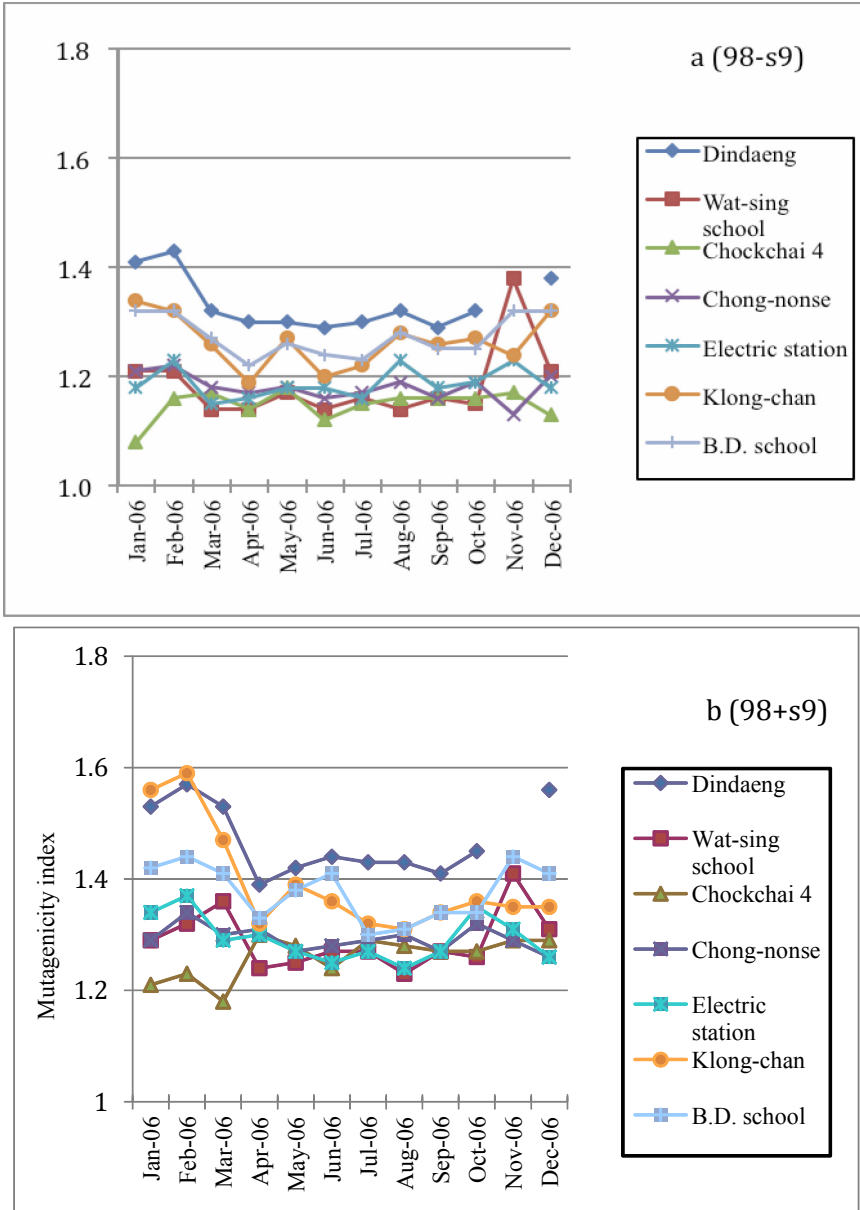 a (98-s9)
1.8
1.6
1.4
1.2
1.0
Jan-06
Feb-06
Mar-06
Apr-06
May-06
Jun-06
Jul-06
Aug-06
Sep-06
Oct-06
Nov-06
Dec-06
Dindaeng
Wat-sing
school
Chockchai 4
Chong-nonse
Electric station
Klong-chan
B.D. school
b (98+s9)
Mutagenicity index
1.8
1.6
1.4
1.2
1
Jan-06
Feb-06
Mar-06
Apr-06
May-06
Jun-06
Jul-06
Aug-06
Sep-06
Oct-06
Nov-06
Dec-06
Dindaeng
Wat-sing
school
Chockchai 4
Chong-nonse
Electric
station
Klong-chan
B.D. school